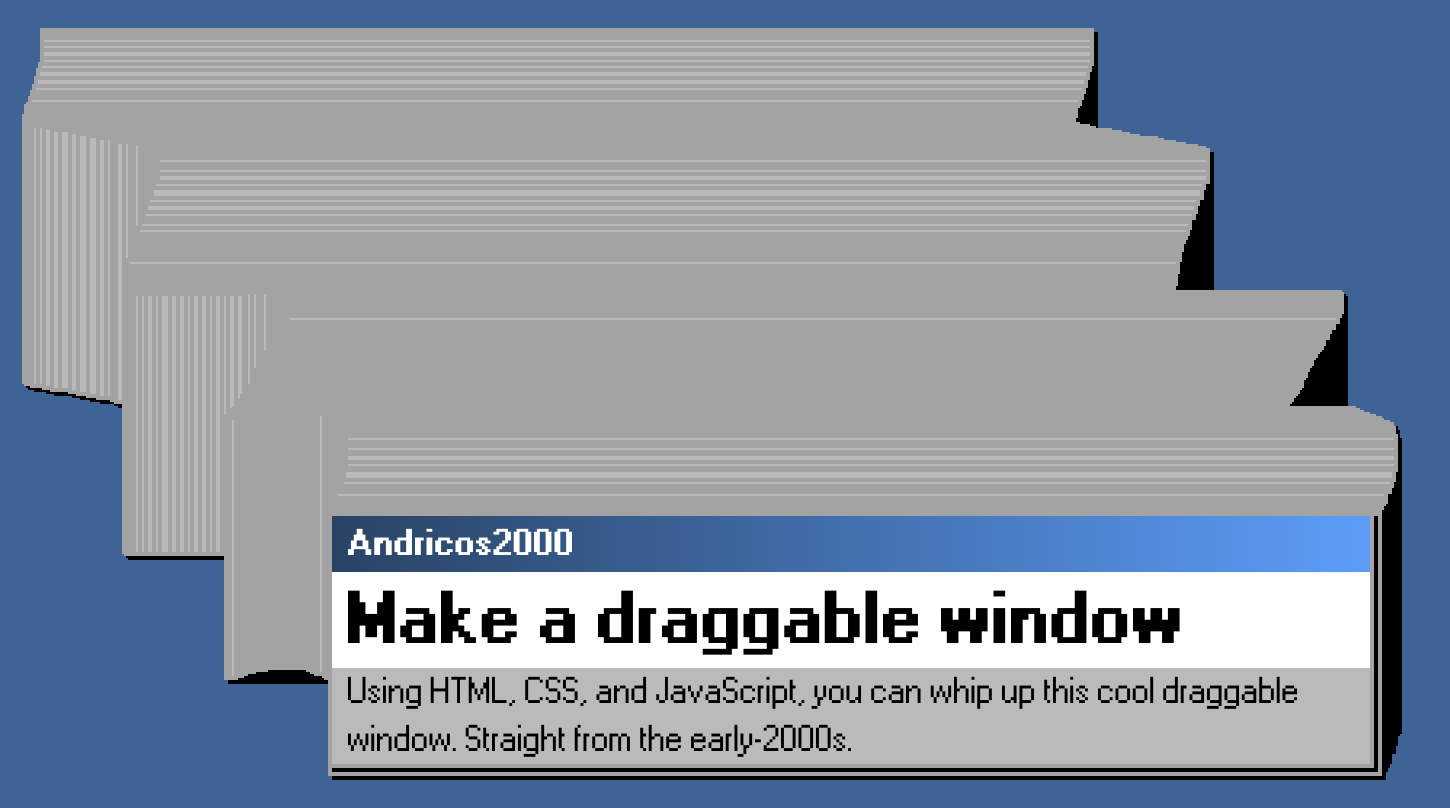 Andricos2000
Make a draggable window
Using HTML, CSS, and JavaScript, you can whip up this cool draggable
window. Straight from the early-2000s.